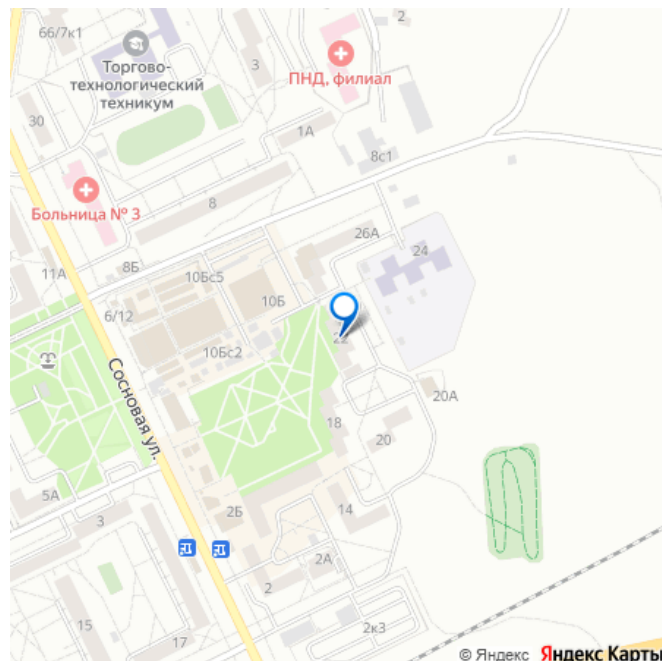 66/7к1
2
Торгово-
технологический
техникум
3
ПНД, филиал
30
1А
8с1
Больница № 3
8
26А
24
11А
8Б
10Бс5
10Б
6/12
22
10Бс2
Сосновая ул.
20А
18
20
5А
3
2Б
14
2А
2
15
17
2к3
© Яндекс Яндекс Карты